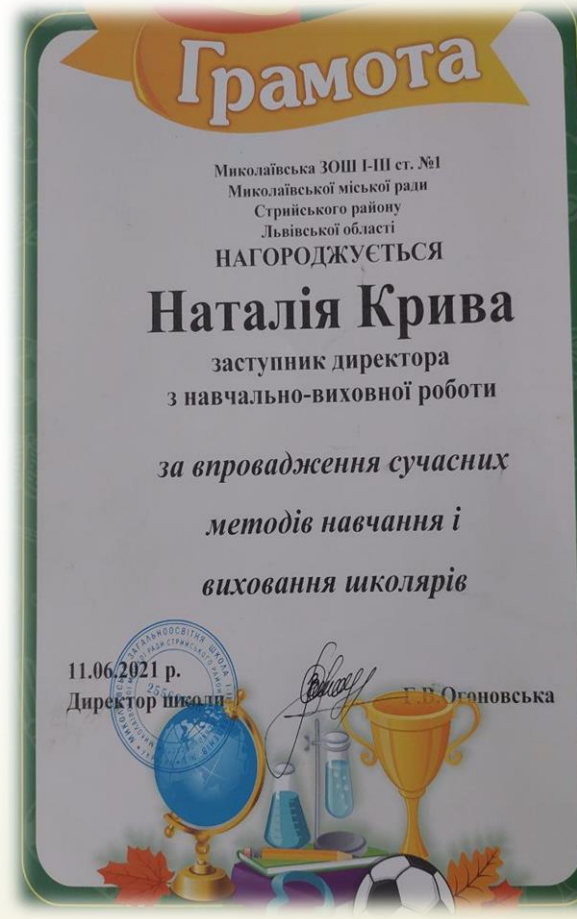 Грамота
Миколаївська ЗОШ І-ІІІ ст. №1
Миколаївської міської ради
Стрийського району
Львівської області
НАГОРОДЖУЄТЬСЯ
Наталія Крива
заступник директора
з навчально-виховної роботи
за впровадження сучасних
методів навчання і
виховання школярів
11.06.2021 р.
Директор школи Г.В.Огоновська